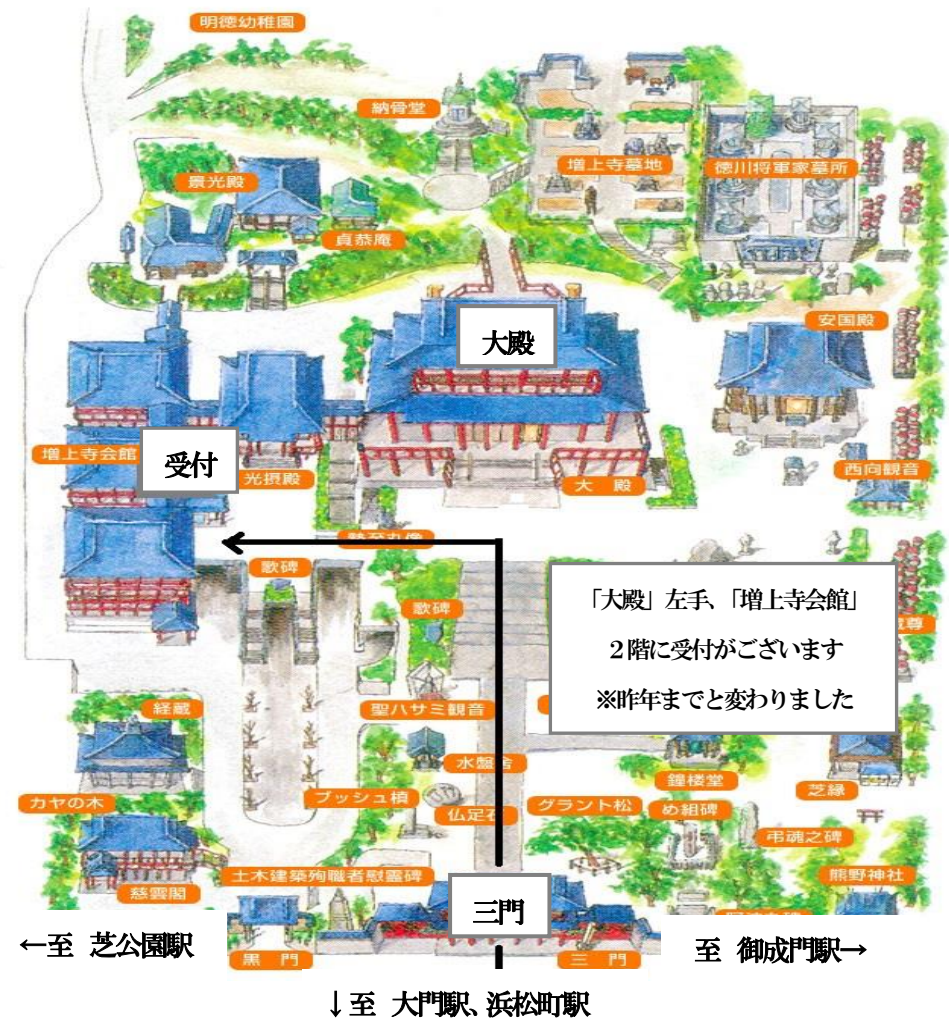 明徳幼稚園
納骨堂
増上寺墓地
徳川将軍家墓所
景光殿
貞恭庵
安国殿
大殿
増上寺会館
受付
光摂殿
大 殿
西向観音
勢至丸像
歌碑
歌碑
「大殿」左手、「増上寺会館」
２階に受付がございます
※昨年までと変わりました
聖ハサミ観音
経蔵
水盤舎
鐘楼堂
芝縁
カヤの木
ブッシュ槙
仏足石
グラント松
め組碑
弔魂之碑
慈雲閣
土木建築殉職者慰霊碑
熊野神社
三門
黒 門
三 門
←至 芝公園駅
至 御成門駅→
↓至 大門駅、浜松町駅